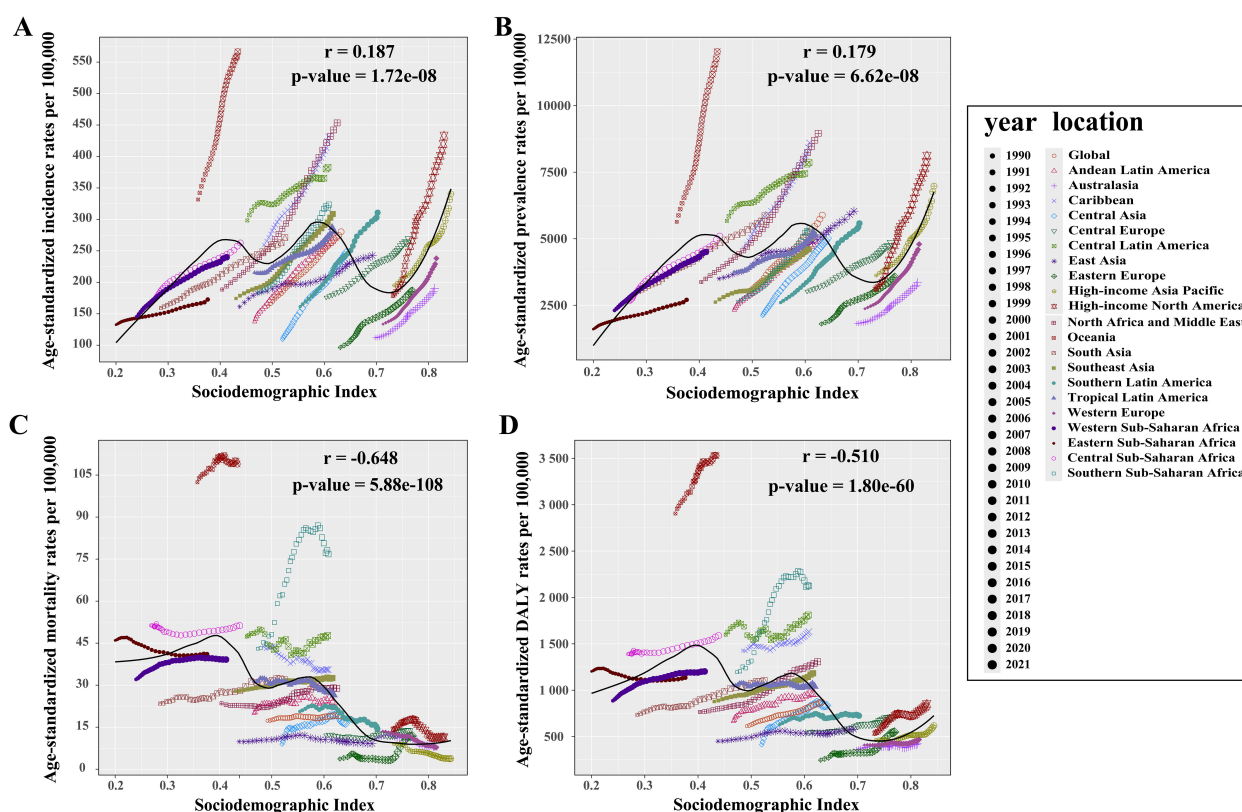 A
Age-standardized incidence rates per 100,000
550
500
450
400
350
300
250
200
150
100
r = 0.187
p-value = 1.72e-08
0.2 0.3 0.4 0.5 0.6 0.7 0.8
Sociodemographic Index
B
Age-standardized prevalence rates per 100,000
12500
10000
7500
5000
2500
r = 0.179
p-value = 6.62e-08
0.2 0.3 0.4 0.5 0.6 0.7 0.8
Sociodemographic Index
C
Age-standardized mortality rates per 100,000
105
90
75
60
45
30
15
0
r = -0.648
p-value = 5.88e-108
0.2 0.3 0.4 0.5 0.6 0.7 0.8
Sociodemographic Index
D
Age-standardized DALY rates per 100,000
3 500
3 000
2 500
2 000
1 500
1 000
500
r = -0.510
p-value = 1.80e-60
0.2 0.3 0.4 0.5 0.6 0.7 0.8
Sociodemographic Index
year
1990
1991
1992
1993
1994
1995
1996
1997
1998
1999
2000
2001
2002
2003
2004
2005
2006
2007
2008
2009
2010
2011
2012
2013
2014
2015
2016
2017
2018
2019
2020
2021
location
Global
Andean Latin America
Australasia
Caribbean
Central Asia
Central Europe
Central Latin America
East Asia
Eastern Europe
High-income Asia Pacific
High-income North America
North Africa and Middle East
Oceania
South Asia
Southeast Asia
Southern Latin America
Tropical Latin America
Western Europe
Western Sub-Saharan Africa
Eastern Sub-Saharan Africa
Central Sub-Saharan Africa
Southern Sub-Saharan Africa